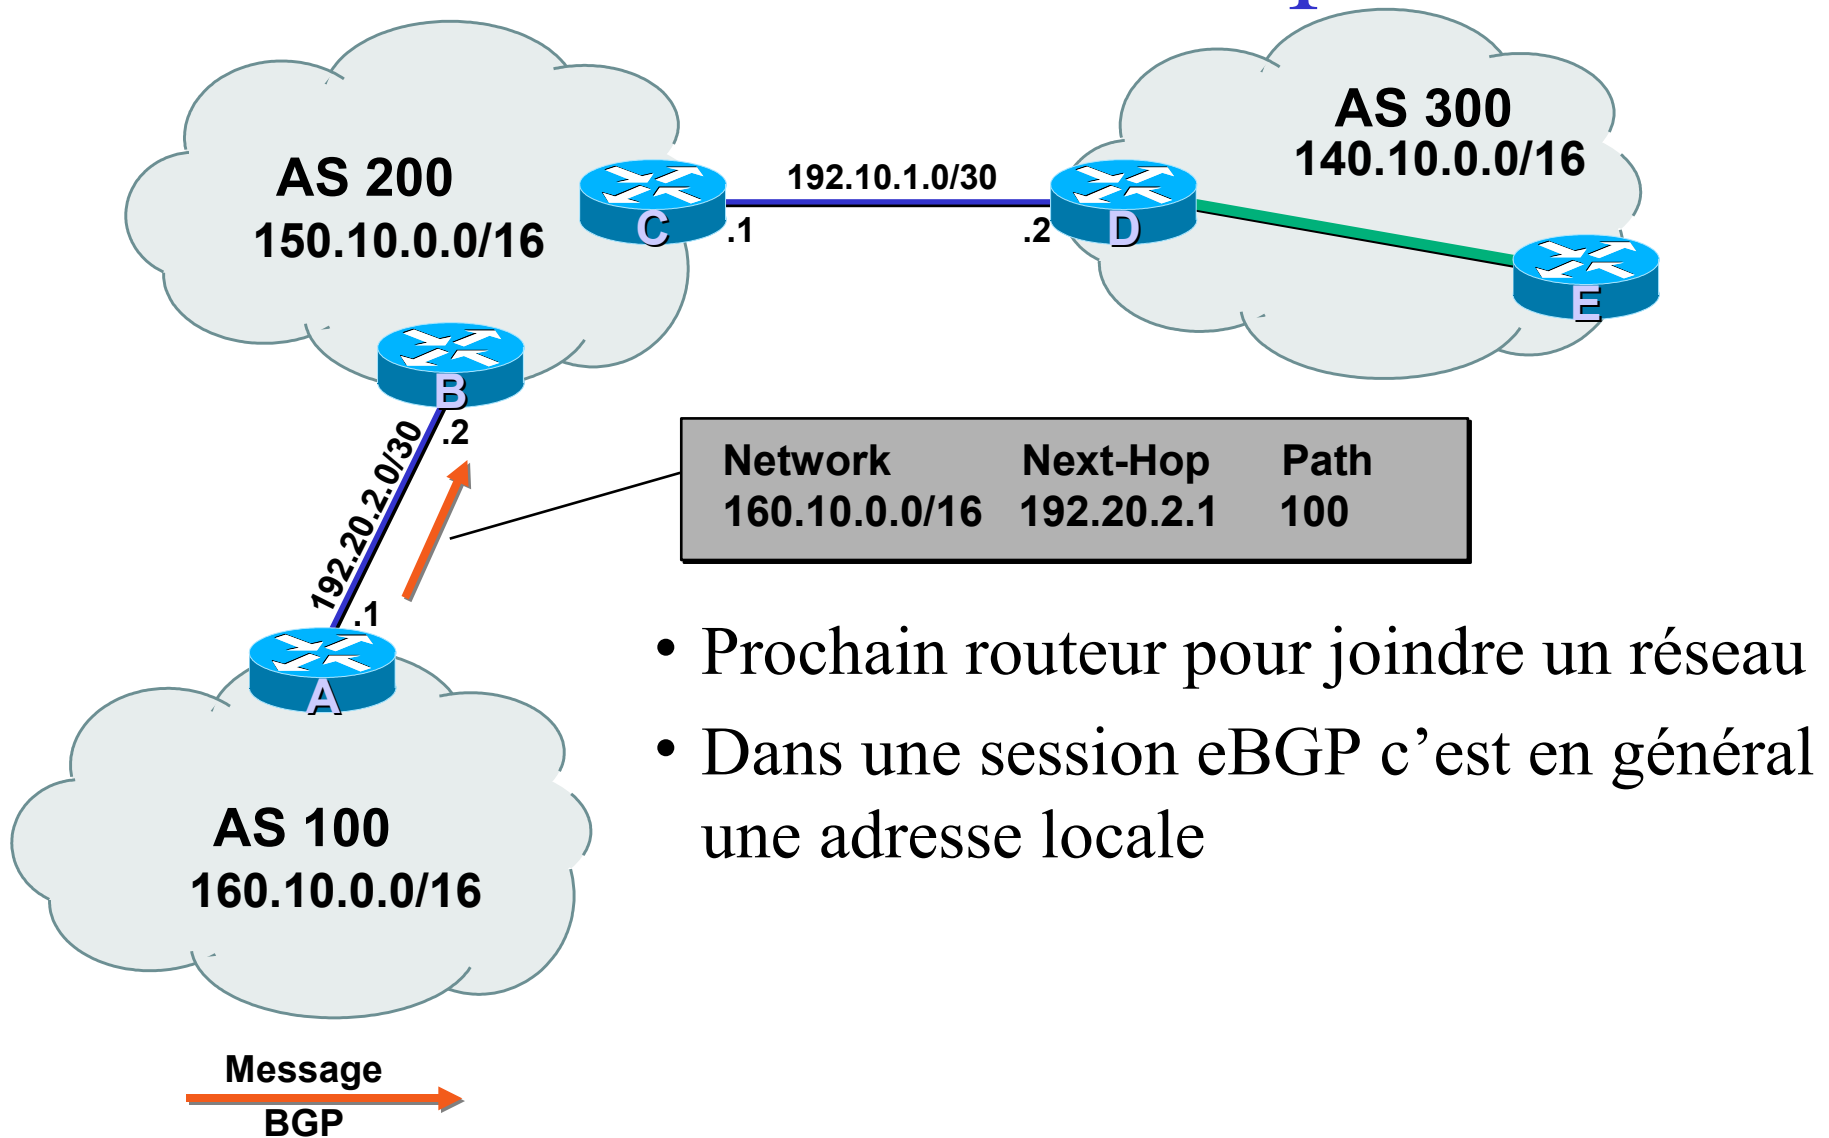 AS 300
140.10.0.0/16
AS 200
150.10.0.0/16
192.10.1.0/30
C
.1
.2
D
E
B
.2
192.20.2.0/30
.1
A
Network Next-Hop Path
160.10.0.0/16 192.20.2.1 100
• Prochain routeur pour joindre un réseau
• Dans une session eBGP c’est en général
une adresse locale
AS 100
160.10.0.0/16
Message
BGP